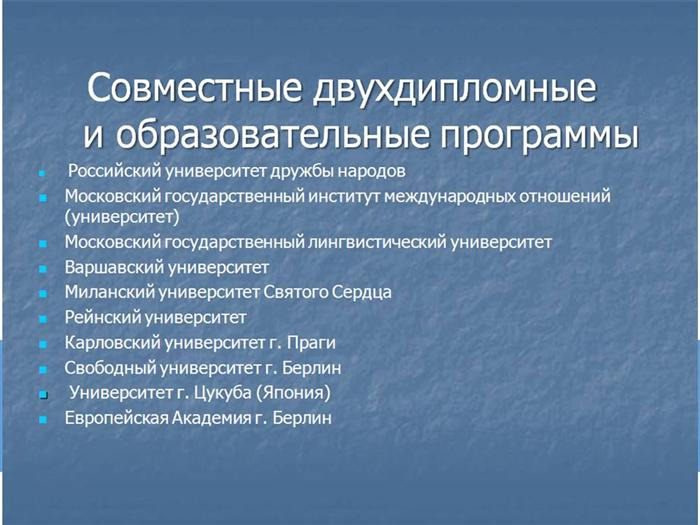 Совместные двухдипломные
и образовательные программы
Российский университет дружбы народов
Московский государственный институт международных отношений
(университет)
Московский государственный лингвистический университет
Варшавский университет
Миланский университет Святого Сердца
Рейнский университет
Карловский университет г. Праги
Свободный университет г. Берлин
Университет г. Цукуба (Япония)
Европейская Академия г. Берлин